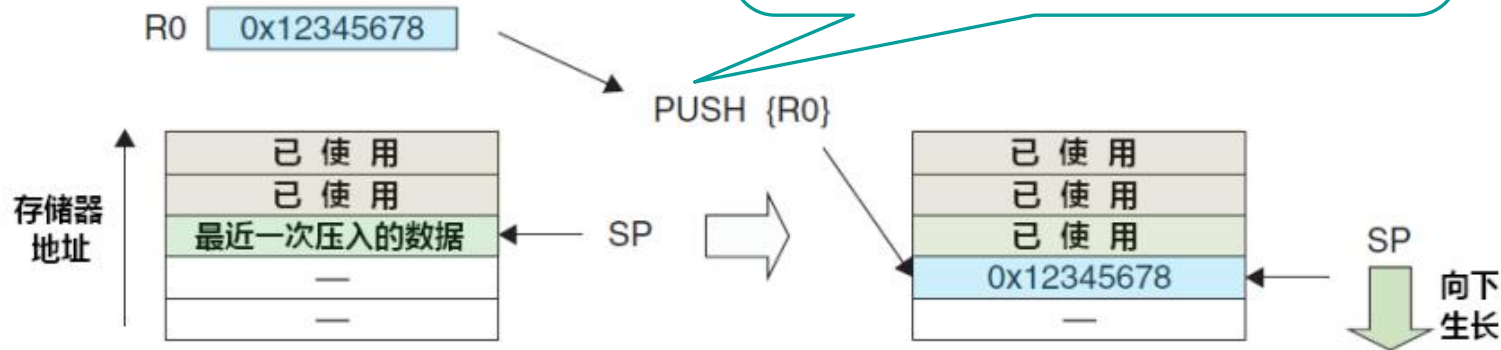 R0 0x12345678
PUSH {R0}
存储器
地址
已 使 用
已 使 用
最近一次压入的数据
—
—
SP
已 使 用
已 使 用
已 使 用
0x12345678
—
SP
向下
生长